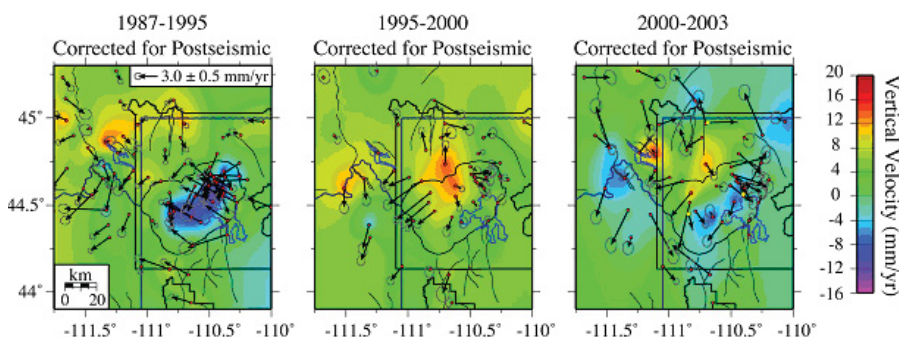 1987-1995
Corrected for Postseismic
1995-2000
Corrected for Postseismic
2000-2003
Corrected for Postseismic
3.0 ± 0.5 mm/yr
45°
44.5°
44°
km
0 20
-111.5° -111° -110.5° -110°
-111.5° -111° -110.5° -110°
-111.5° -111° -110.5° -110°
20
16
12
8
4
0
-4
-8
-12
-16
Vertical Velocity (mm/yr)